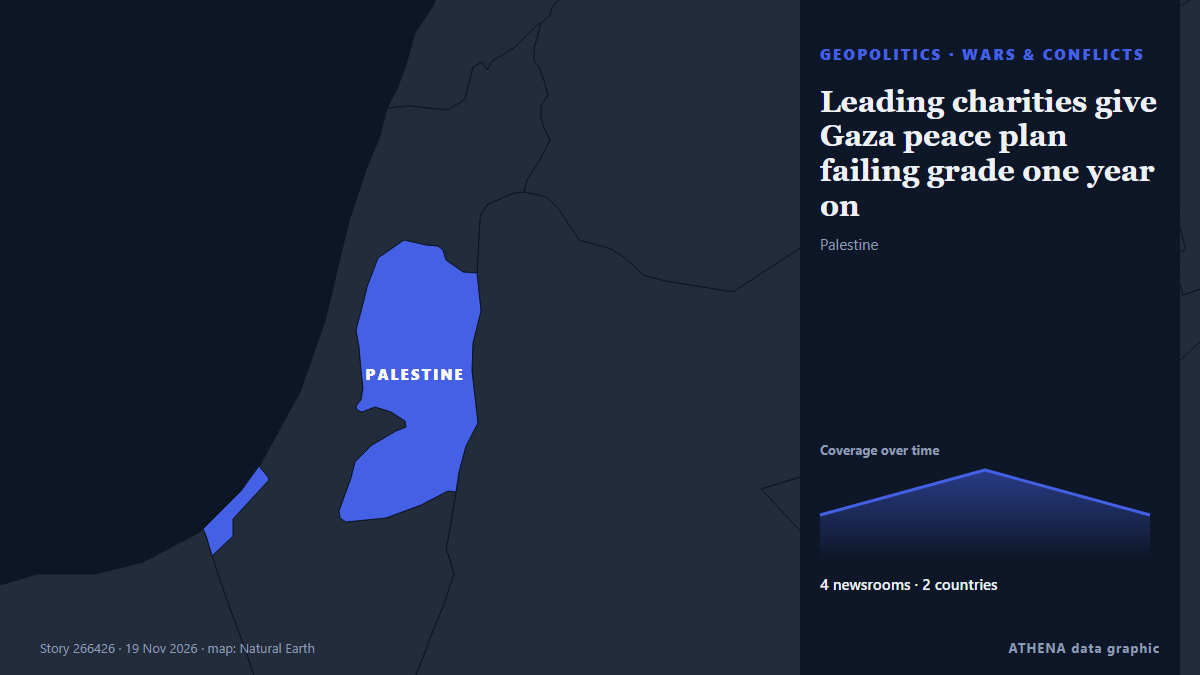 GEOPOLITICS · WARS & CONFLICTS
Leading charities give
Gaza peace plan
failing grade one year
on
Palestine
PALESTINE
Coverage over time
4 newsrooms · 2 countries
Story 266426 · 19 Nov 2026 · map: Natural Earth
ATHENA data graphic